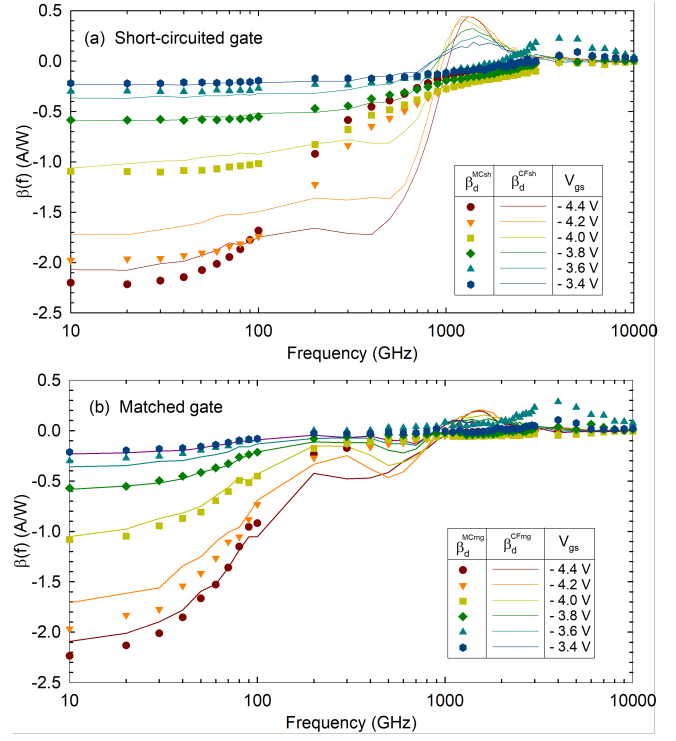 (a) Short-circuited gate
β(f) (A/W)
0.5
0.0
-0.5
-1.0
-1.5
-2.0
-2.5
10
100
1000
10000
Frequency (GHz)
β_d^MCsh β_d^CFsh V_gs
- 4.4 V
- 4.2 V
- 4.0 V
- 3.8 V
- 3.6 V
- 3.4 V
(b) Matched gate
β(f) (A/W)
0.5
0.0
-0.5
-1.0
-1.5
-2.0
-2.5
10
100
1000
10000
Frequency (GHz)
β_d^MCmg β_d^CFmg V_gs
- 4.4 V
- 4.2 V
- 4.0 V
- 3.8 V
- 3.6 V
- 3.4 V